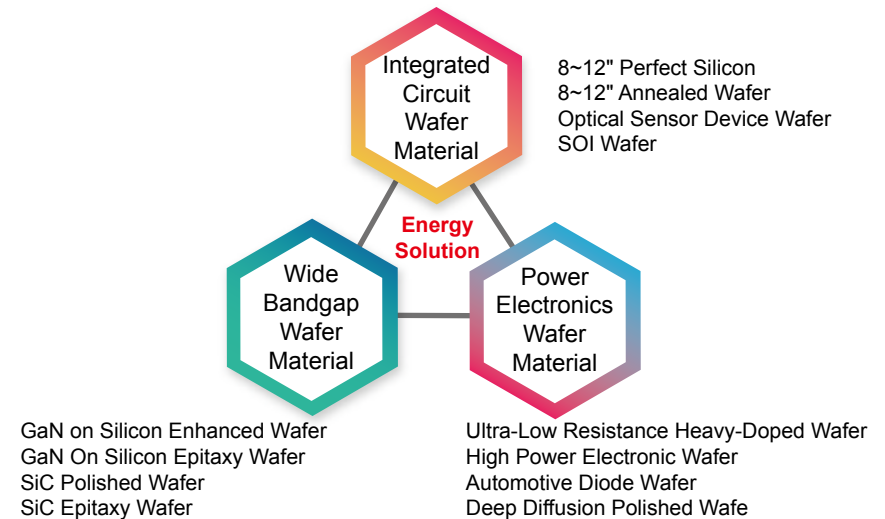 Integrated
Circuit
Wafer
Material
8~12" Perfect Silicon
8~12" Annealed Wafer
Optical Sensor Device Wafer
SOI Wafer
Energy
Solution
Wide
Bandgap
Wafer
Material
Power
Electronics
Wafer
Material
GaN on Silicon Enhanced Wafer
GaN On Silicon Epitaxy Wafer
SiC Polished Wafer
SiC Epitaxy Wafer
Ultra-Low Resistance Heavy-Doped Wafer
High Power Electronic Wafer
Automotive Diode Wafer
Deep Diffusion Polished Wafe